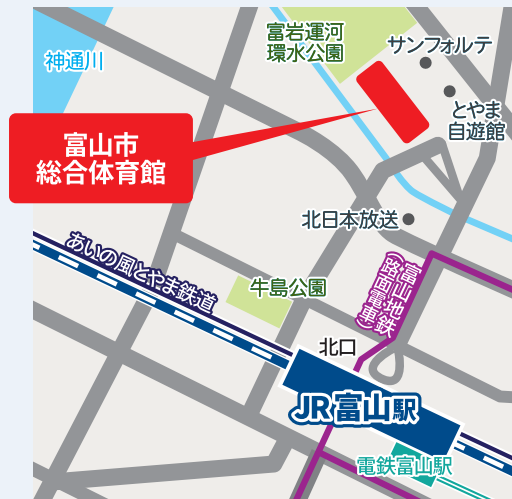 富岩運河
環水公園
サンフォルテ
神通川
とやま
自遊館
富山市
総合体育館
北日本放送
あいの風とやま鉄道
牛島公園
富山地鉄
(路面電車)
北口
JR富山駅
電鉄富山駅